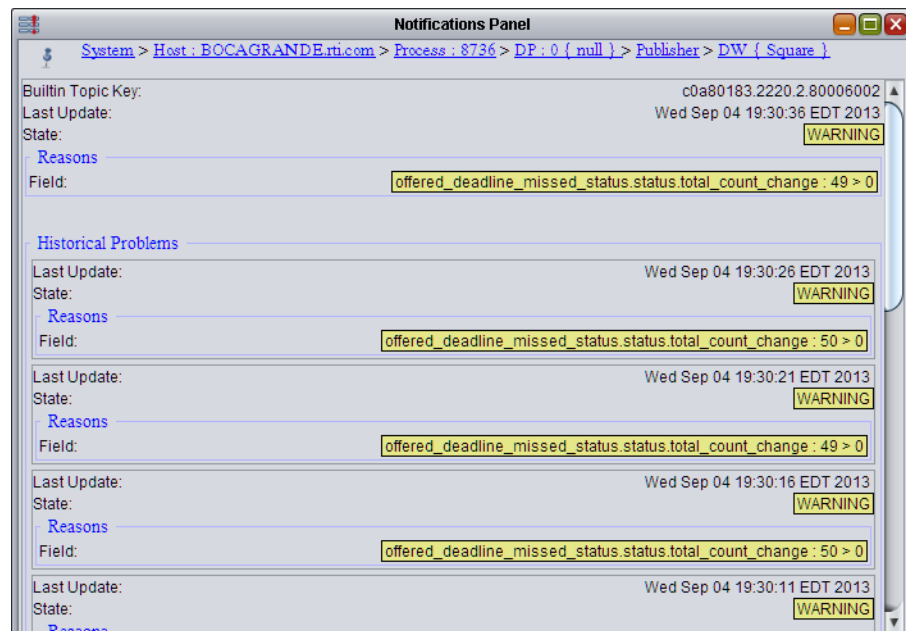 Notifications Panel
System > Host : BOCAGRANDE.rti.com > Process : 8736 > DP : 0 { null } > Publisher > DW { Square }
Builtin Topic Key: c0a80183.2220.2.80006002
Last Update: Wed Sep 04 19:30:36 EDT 2013
State: WARNING
Reasons
Field: offered_deadline_missed_status.status.total_count_change : 49 > 0
Historical Problems
Last Update: Wed Sep 04 19:30:26 EDT 2013
State: WARNING
Reasons
Field: offered_deadline_missed_status.status.total_count_change : 50 > 0
Last Update: Wed Sep 04 19:30:21 EDT 2013
State: WARNING
Reasons
Field: offered_deadline_missed_status.status.total_count_change : 49 > 0
Last Update: Wed Sep 04 19:30:16 EDT 2013
State: WARNING
Reasons
Field: offered_deadline_missed_status.status.total_count_change : 50 > 0
Last Update: Wed Sep 04 19:30:11 EDT 2013
State: WARNING
Reasons